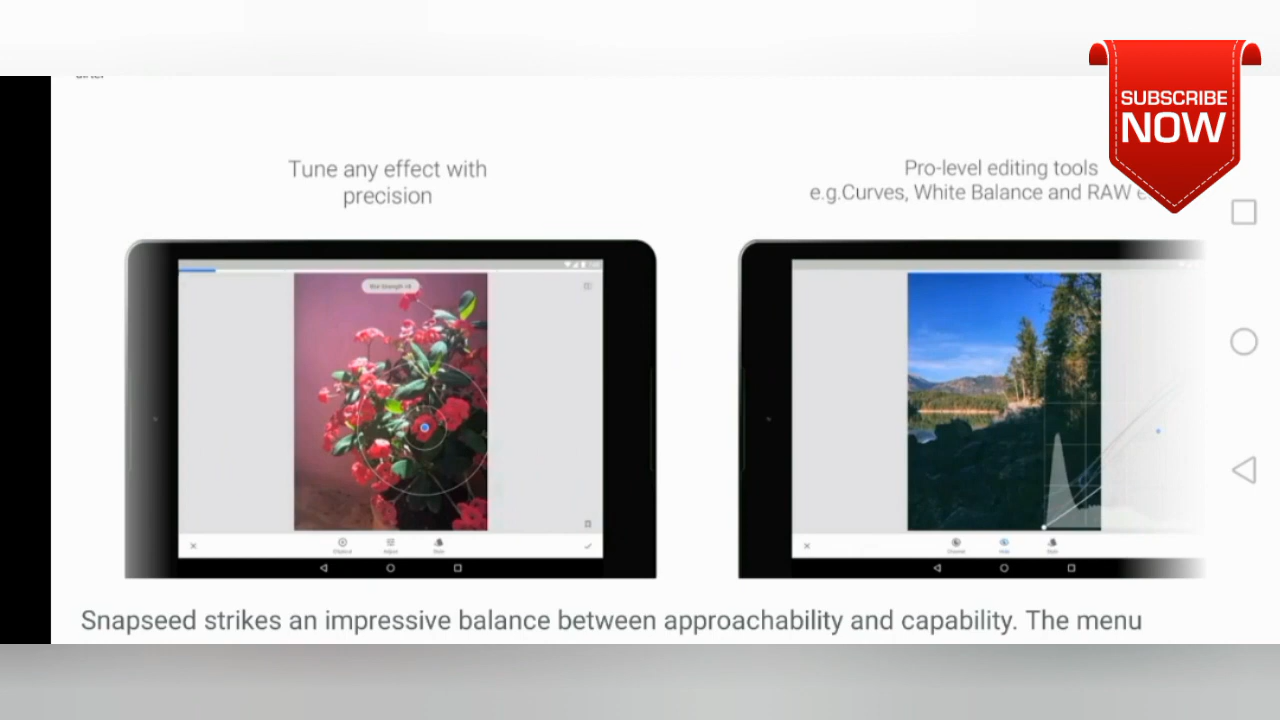 SUBSCRIBE
NOW
Tune any effect with
precision
Pro-level editing tools
e.g.Curves, White Balance and RAW
Snapseed strikes an impressive balance between approachability and capability. The menu